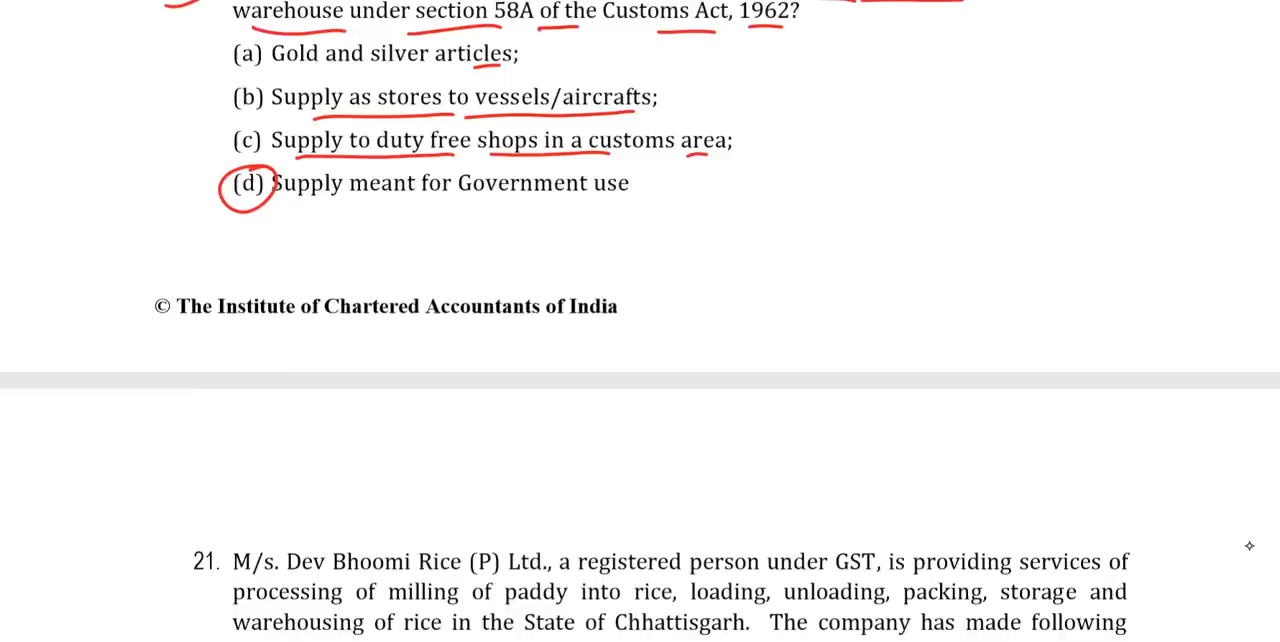 warehouse under section 58A of the Customs Act, 1962?
(a) Gold and silver articles;
(b) Supply as stores to vessels/aircrafts;
(c) Supply to duty free shops in a customs area;
(d) Supply meant for Government use
© The Institute of Chartered Accountants of India
21. M/s. Dev Bhoomi Rice (P) Ltd., a registered person under GST, is providing services of
processing of milling of paddy into rice, loading, unloading, packing, storage and
warehousing of rice in the State of Chhattisgarh. The company has made following